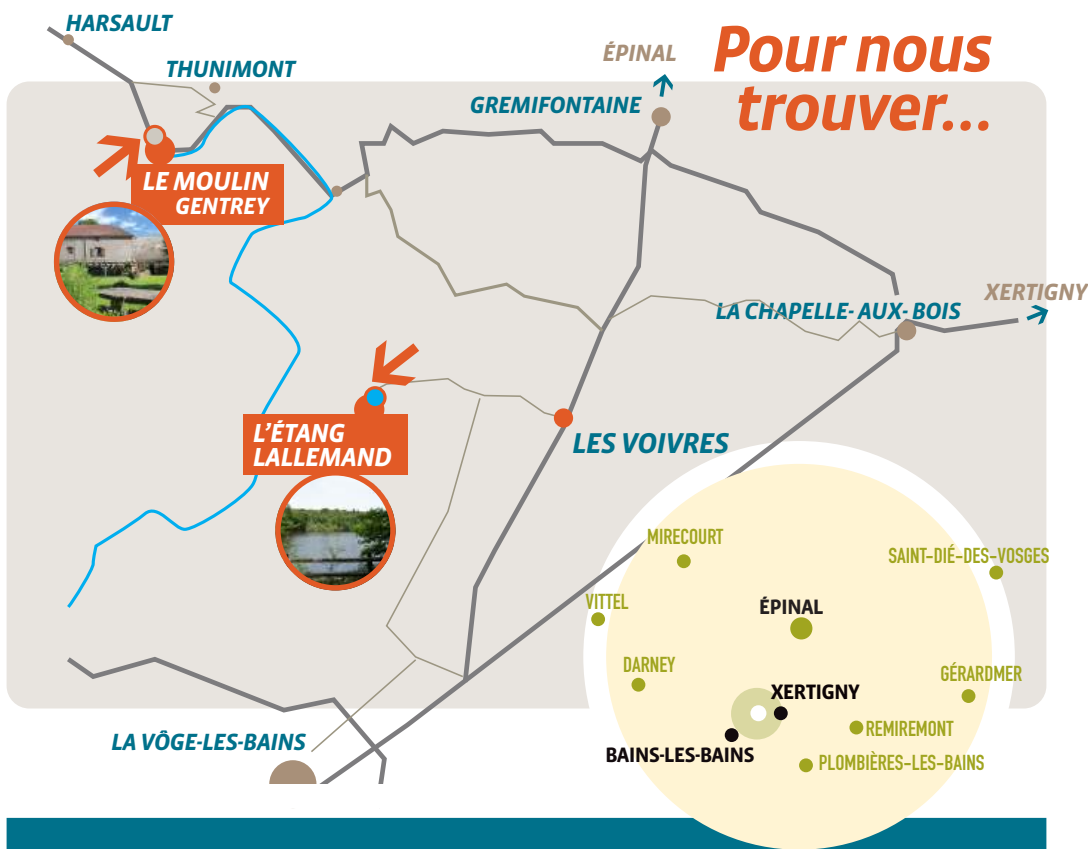 HARSAULT
THUNIMONT
ÉPINAL
GREMIFONTAINE
Pour nous
trouver...
LE MOULIN
GENTREY
XERTIGNY
LA CHAPELLE- AUX- BOIS
L'ÉTANG
LALLEMAND
LES VOIVRES
LA VÔGE-LES-BAINS
MIRECOURT
SAINT-DIÉ-DES-VOSGES
VITTEL
ÉPINAL
DARNEY
GÉRARDMER
XERTIGNY
REMIREMONT
BAINS-LES-BAINS
PLOMBIÈRES-LES-BAINS